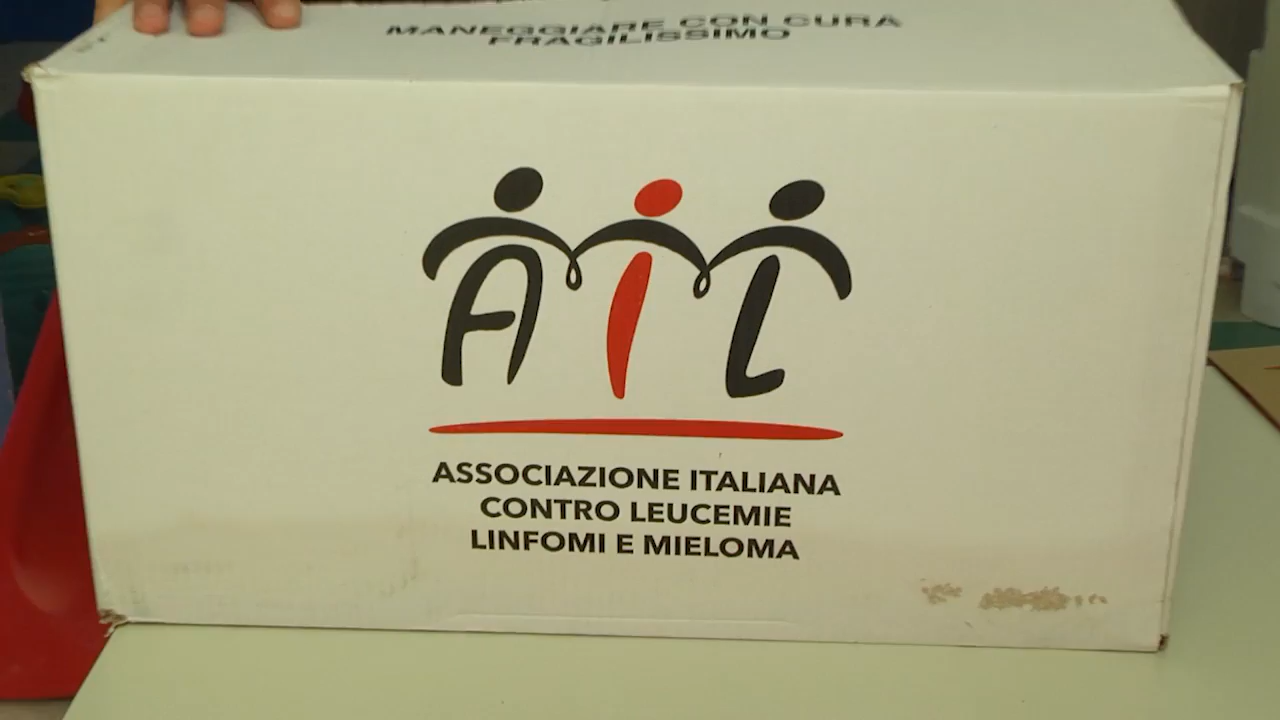 MANEGGIARE CON CURA
FRAGILISSIMO
AIL
ASSOCIAZIONE ITALIANA
CONTRO LEUCEMIE
LINFOMI E MIELOMA